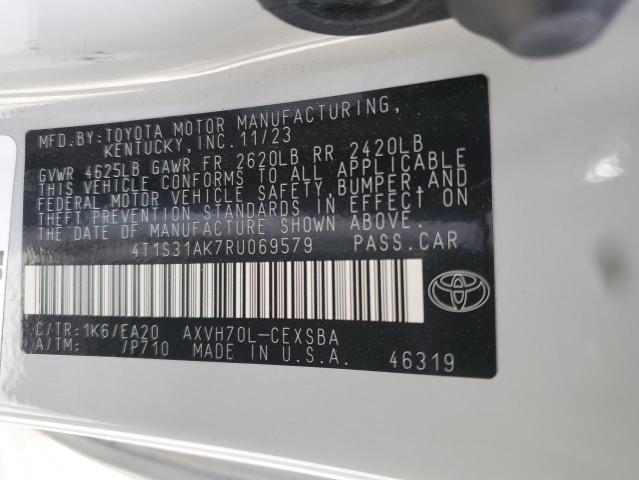 MFD.BY:TOYOTA MOTOR MANUFACTURING,
KENTUCKY, INC. 11/23
GVWR 4625LB GAWR FR 2620LB RR 2420LB
THIS VEHICLE CONFORMS TO ALL APPLICABLE
FEDERAL MOTOR VEHICLE SAFETY, BUMPER, AND
THEFT PREVENTION STANDARDS IN EFFECT ON
THE DATE OF MANUFACTURE SHOWN ABOVE.
4T1S31AK7RU069579 PASS.CAR
C/TR:1K6/EA20 AXVH70L-CEXSBA
A/TM: /P710 MADE IN U.S.A.
46319